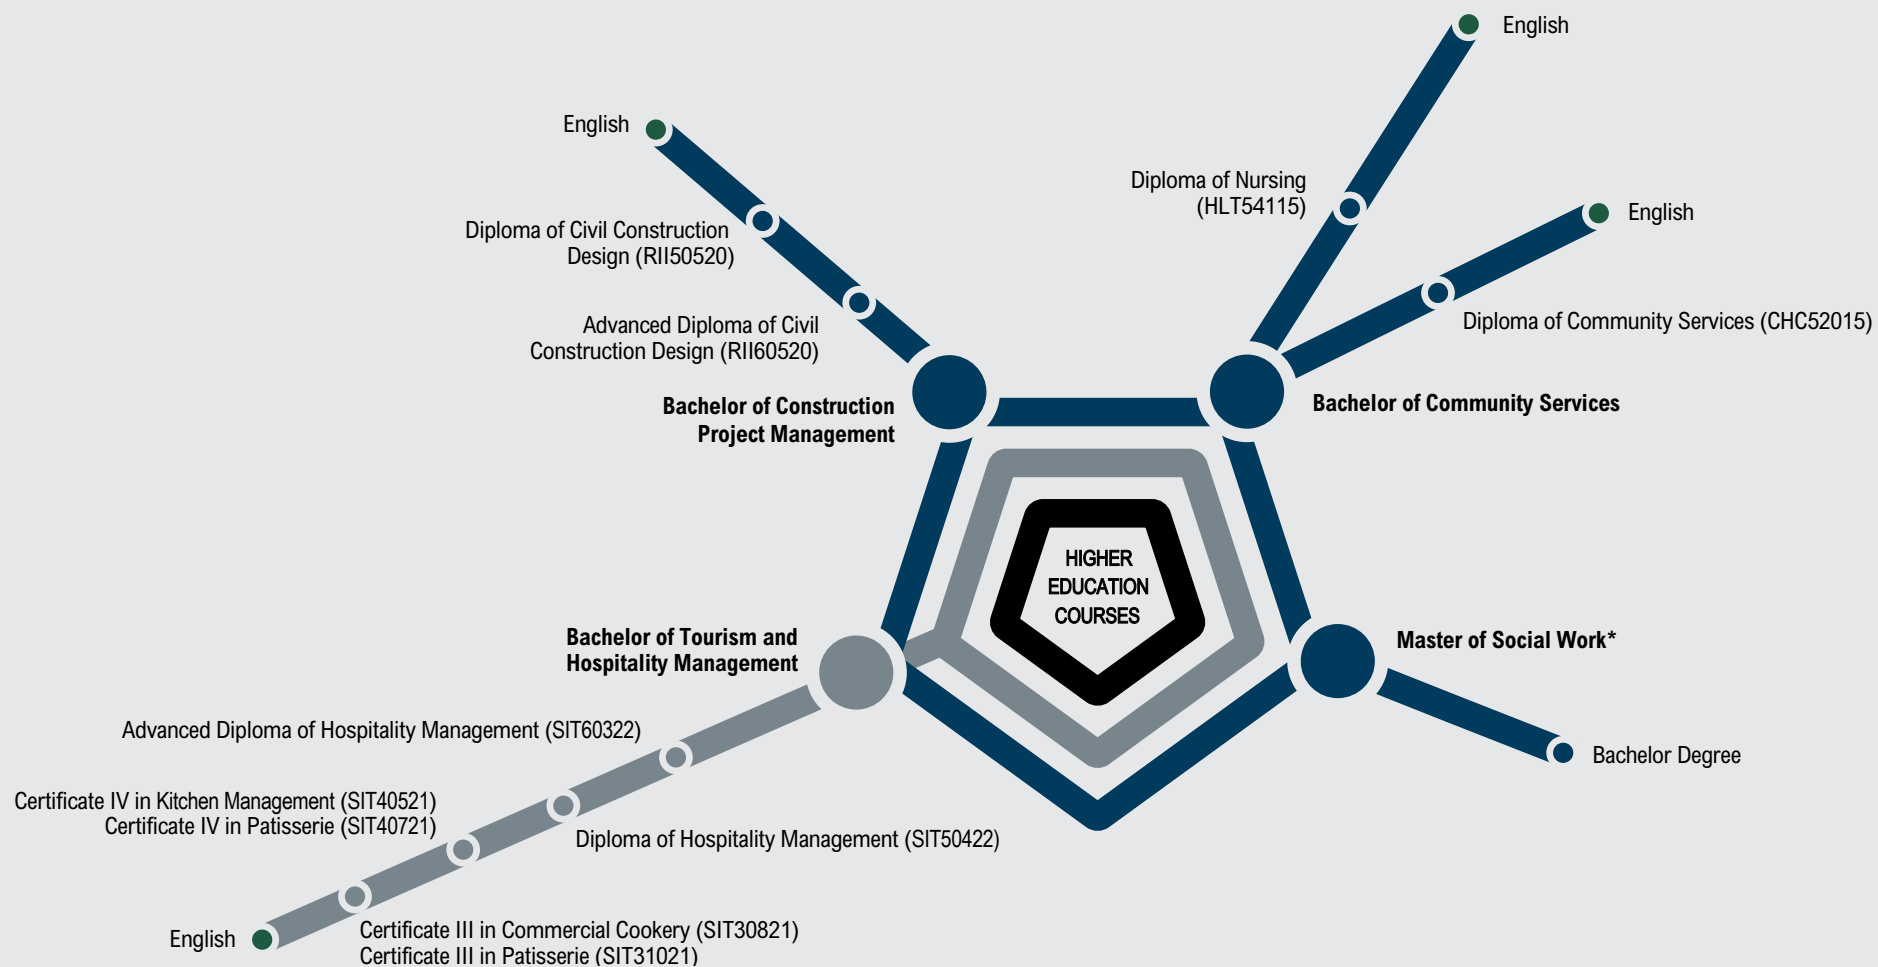 English
English
Diploma of Nursing
(HLT54115)
English
Diploma of Civil Construction
Design (RII50520)
Diploma of Community Services (CHC52015)
Advanced Diploma of Civil
Construction Design (RII60520)
Bachelor of Construction
Project Management
Bachelor of Community Services
HIGHER
EDUCATION
COURSES
Bachelor of Tourism and
Hospitality Management
Master of Social Work*
Advanced Diploma of Hospitality Management (SIT60322)
Bachelor Degree
Certificate IV in Kitchen Management (SIT40521)
Certificate IV in Patisserie (SIT40721)
Diploma of Hospitality Management (SIT50422)
English
Certificate III in Commercial Cookery (SIT30821)
Certificate III in Patisserie (SIT31021)